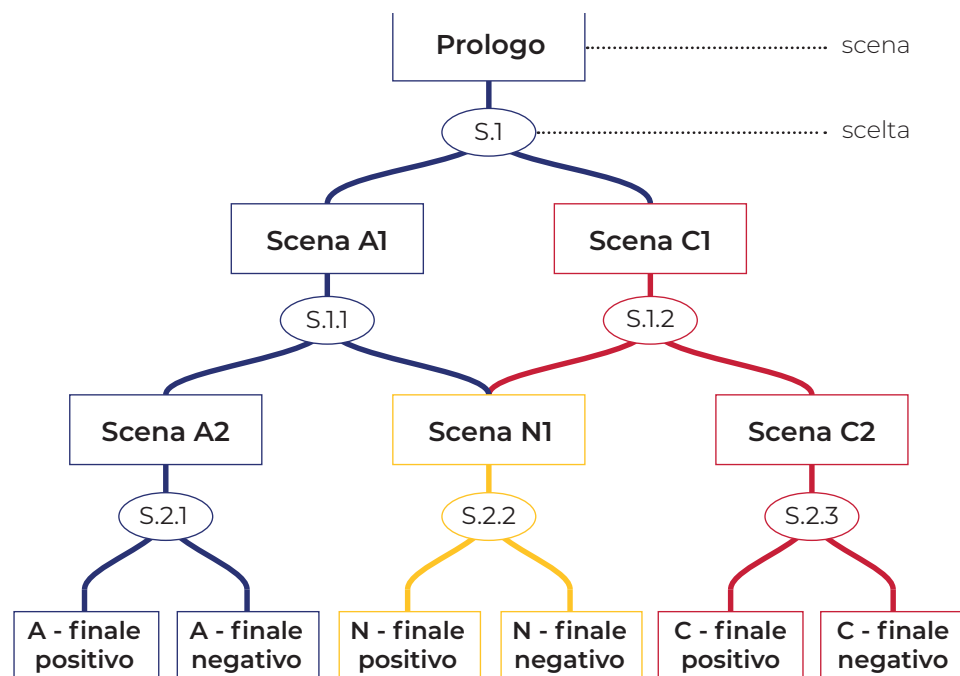 Prologo
scena
S.1
scelta
Scena A1
Scena C1
S.1.1
S.1.2
Scena A2
Scena N1
Scena C2
S.2.1
S.2.2
S.2.3
A - finale
positivo
A - finale
negativo
N - finale
positivo
N - finale
negativo
C - finale
positivo
C - finale
negativo